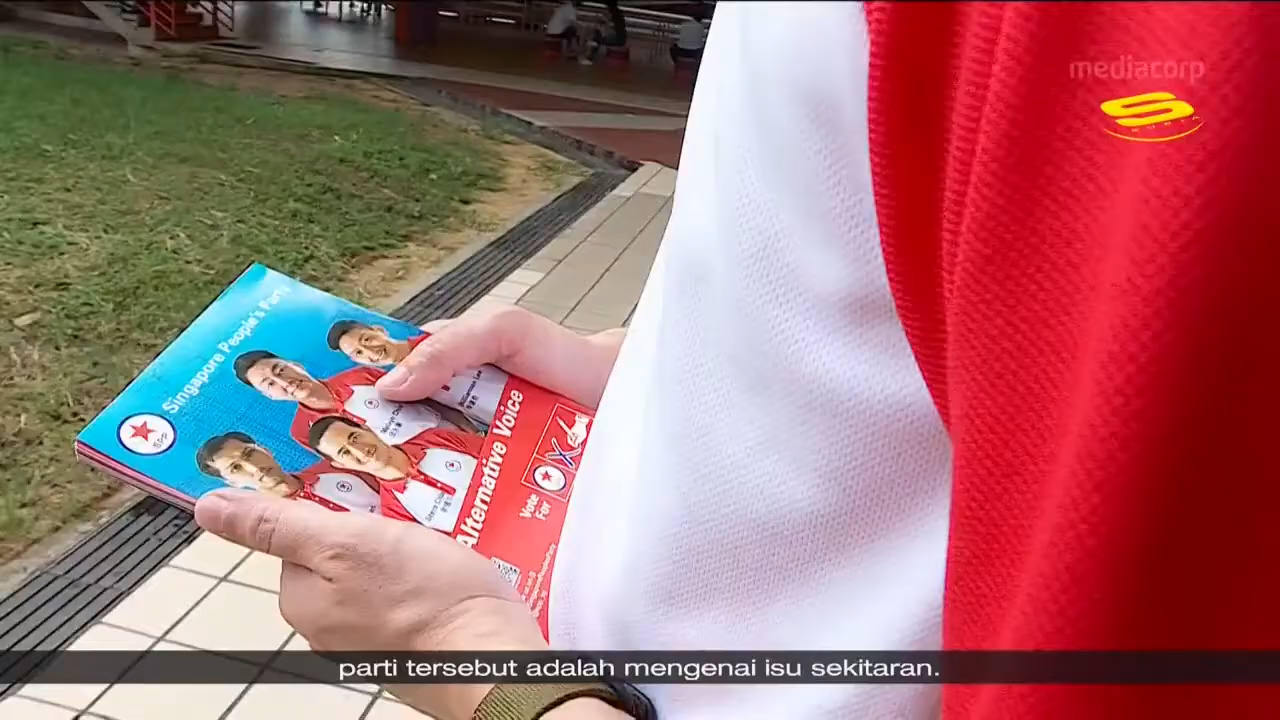 mediacorp
Singapore People's Party
SPP
Alternative Voice
Vote
For
X
parti tersebut adalah mengenai isu sekitaran.